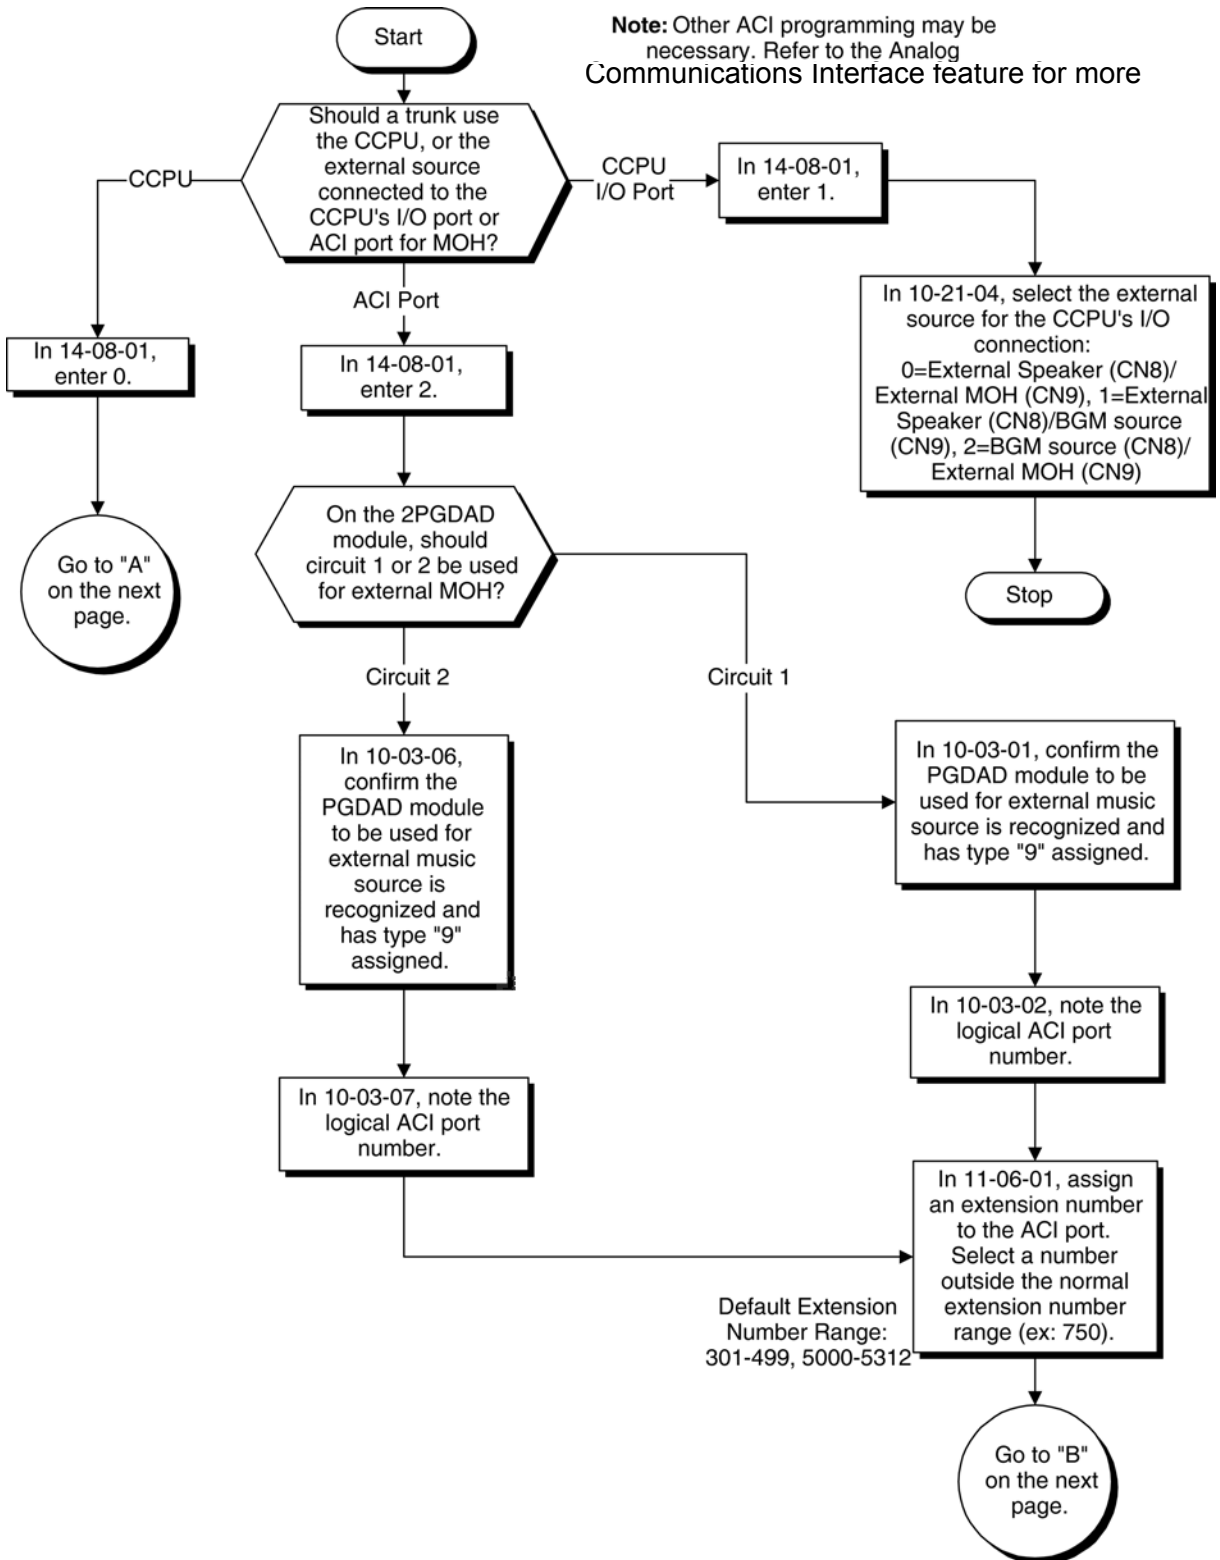 Start
Note: Other ACI programming may be
necessary. Refer to the Analog
Communications Interface feature for more
Should a trunk use
the CCPU, or the
external source
connected to the
CCPU's I/O port or
ACI port for MOH?
CCPU
CCPU
I/O Port
In 14-08-01,
enter 1.
ACI Port
In 10-21-04, select the external
source for the CCPU's I/O
connection:
0=External Speaker (CN8)/
External MOH (CN9), 1=External
Speaker (CN8)/BGM source
(CN9), 2=BGM source (CN8)/
External MOH (CN9)
In 14-08-01,
enter 0.
In 14-08-01,
enter 2.
On the 2PGDAD
module, should
circuit 1 or 2 be used
for external MOH?
Go to "A"
on the next
page.
Stop
Circuit 2
Circuit 1
In 10-03-06,
confirm the
PGDAD module
to be used for
external music
source is
recognized and
has type "9"
assigned.
In 10-03-01, confirm the
PGDAD module to be
used for external music
source is recognized and
has type "9" assigned.
In 10-03-02, note the
logical ACI port
number.
In 10-03-07, note the
logical ACI port
number.
In 11-06-01, assign
an extension number
to the ACI port.
Select a number
outside the normal
extension number
range (ex: 750).
Default Extension
Number Range:
301-499, 5000-5312
Go to "B"
on the next
page.